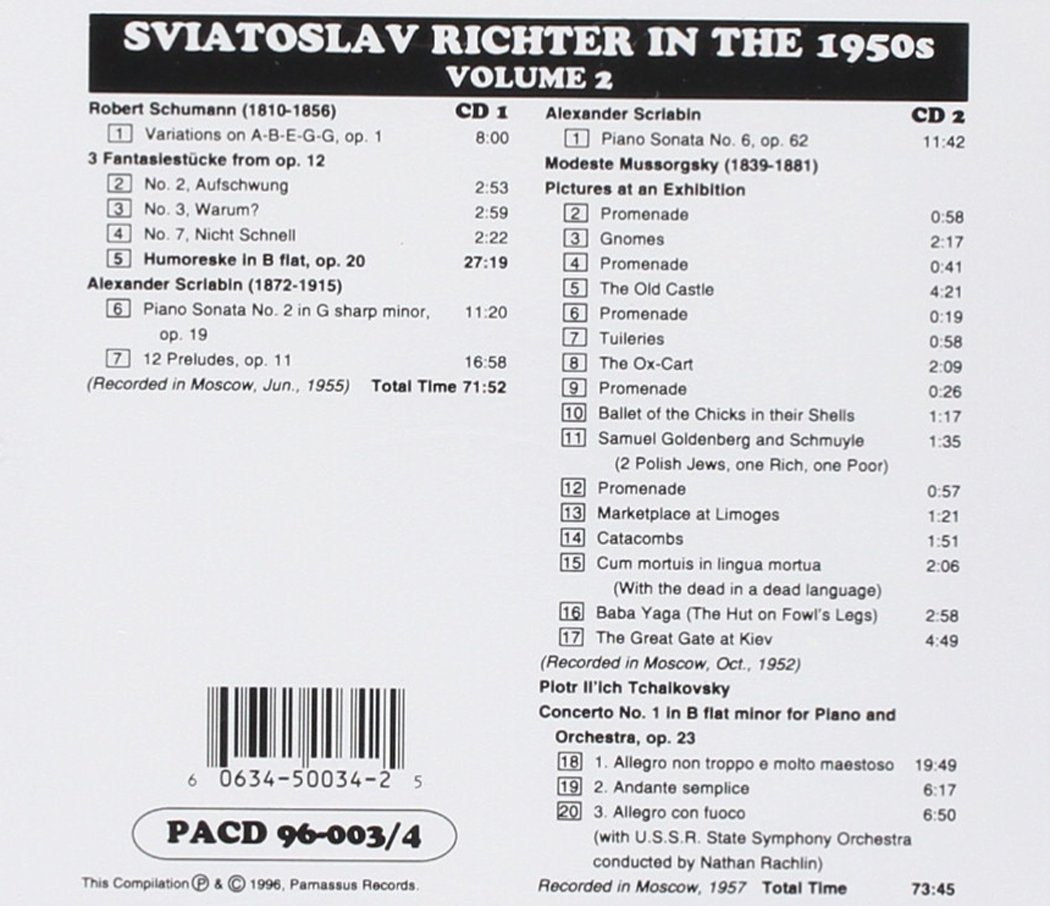 SVIATOSLAV RICHTER IN THE 1950s
VOLUME 2
Robert Schumann (1810-1856) CD 1
1 Variations on A-B-E-G-G, op. 1 8:00
3 Fantasiestücke from op. 12
2 No. 2, Aufschwung 2:53
3 No. 3, Warum? 2:59
4 No. 7, Nicht Schnell 2:22
5 Humoreske in B flat, op. 20 27:19
Alexander Scriabin (1872-1915)
6 Piano Sonata No. 2 in G sharp minor, 11:20
op. 19
7 12 Preludes, op. 11 16:58
(Recorded in Moscow, Jun., 1955) Total Time 71:52
Alexander Scriabin CD 2
1 Piano Sonata No. 6, op. 62 11:42
Modeste Mussorgsky (1839-1881)
Pictures at an Exhibition
2 Promenade 0:58
3 Gnomes 2:17
4 Promenade 0:41
5 The Old Castle 4:21
6 Promenade 0:19
7 Tuileries 0:58
8 The Ox-Cart 2:09
9 Promenade 0:26
10 Ballet of the Chicks in their Shells 1:17
11 Samuel Goldenberg and Schmuyle 1:35
(2 Polish Jews, one Rich, one Poor)
12 Promenade 0:57
13 Marketplace at Limoges 1:21
14 Catacombs 1:51
15 Cum mortuis in lingua mortua 2:06
(With the dead in a dead language)
16 Baba Yaga (The Hut on Fowl's Legs) 2:58
17 The Great Gate at Kiev 4:49
(Recorded in Moscow, Oct., 1952)
Piotr Il'ich Tchaikovsky
Concerto No. 1 in B flat minor for Piano and
Orchestra, op. 23
18 1. Allegro non troppo e molto maestoso 19:49
19 2. Andante semplice 6:17
20 3. Allegro con fuoco 6:50
(with U.S.S.R. State Symphony Orchestra
conducted by Nathan Rachlin)
Recorded in Moscow, 1957 Total Time 73:45
6 0634-50034-2 5
PACD 96-003/4
This Compilation Ⓟ & © 1996, Parnassus Records.